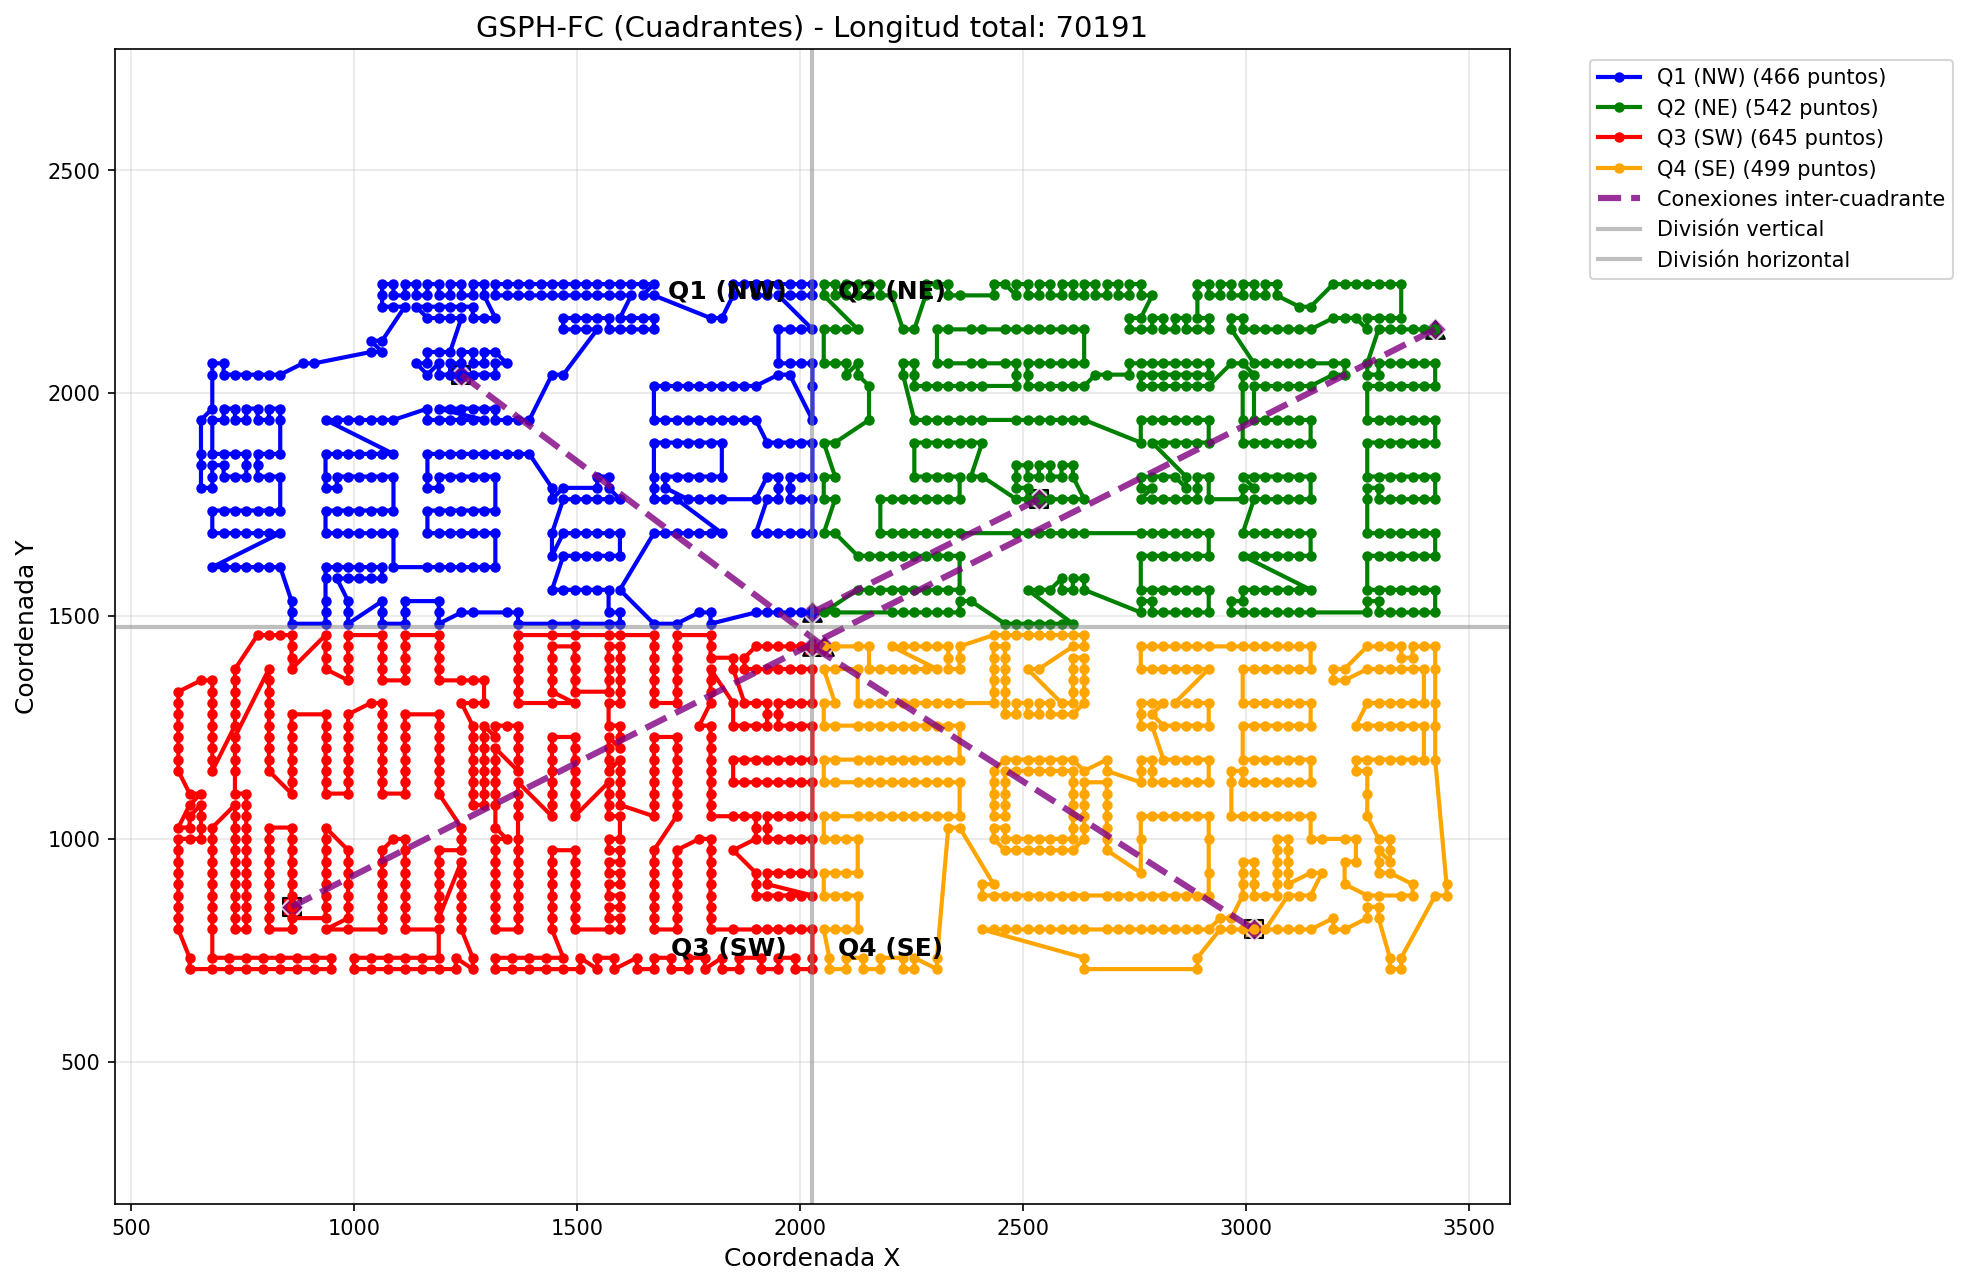 GSPH-FC (Cuadrantes) - Longitud total: 70191
Q1 (NW) (466 puntos)
Q2 (NE) (542 puntos)
Q3 (SW) (645 puntos)
Q4 (SE) (499 puntos)
Conexiones inter-cuadrante
División vertical
División horizontal
Q1 (NW)
Q2 (NE)
Q3 (SW)
Q4 (SE)
Coordenada Y
2500
2000
1500
1000
500
500
1000
1500
2000
2500
3000
3500
Coordenada X